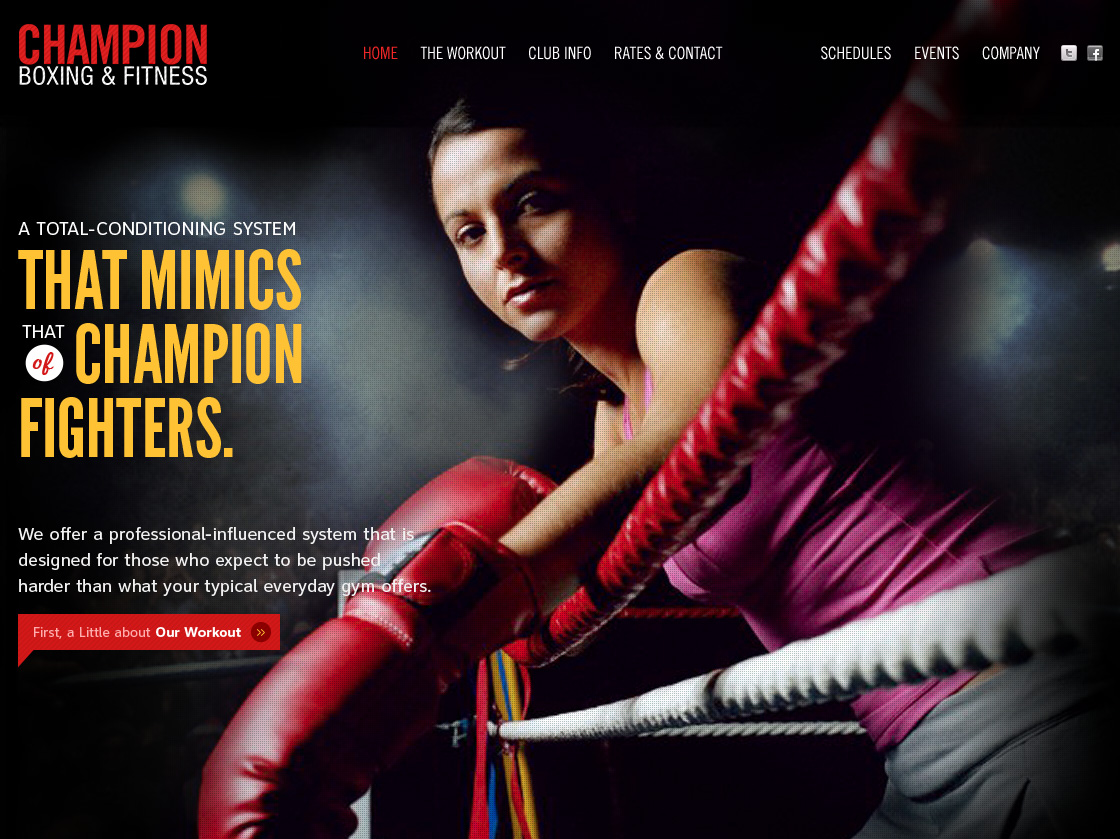 CHAMPION
BOXING & FITNESS
HOME THE WORKOUT CLUB INFO RATES & CONTACT SCHEDULES EVENTS COMPANY
A TOTAL-CONDITIONING SYSTEM
THAT MIMICS
THAT
of CHAMPION
FIGHTERS.
We offer a professional-influenced system that is
designed for those who expect to be pushed
harder than what your typical everyday gym offers.
First, a Little about Our Workout »